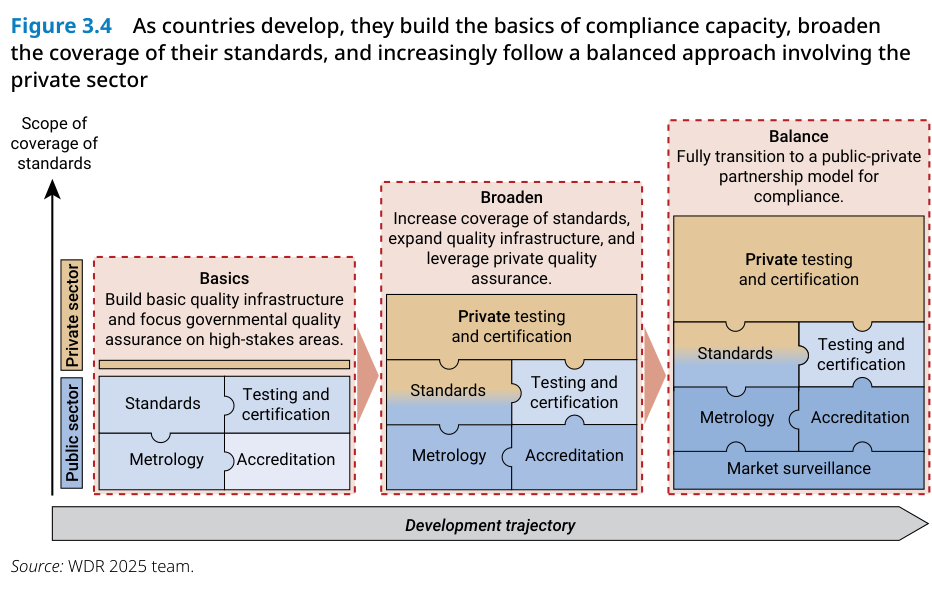 Figure 3.4 As countries develop, they build the basics of compliance capacity, broaden
the coverage of their standards, and increasingly follow a balanced approach involving the
private sector
Scope of
coverage of
standards
Private sector
Public sector
Basics
Build basic quality infrastructure
and focus governmental quality
assurance on high-stakes areas.
Standards
Testing and
certification
Metrology
Accreditation
Broaden
Increase coverage of standards,
expand quality infrastructure, and
leverage private quality
assurance.
Private testing
and certification
Standards
Testing and
certification
Metrology
Accreditation
Balance
Fully transition to a public-private
partnership model for
compliance.
Private testing
and certification
Standards
Testing and
certification
Metrology
Accreditation
Market surveillance
Development trajectory
Source: WDR 2025 team.